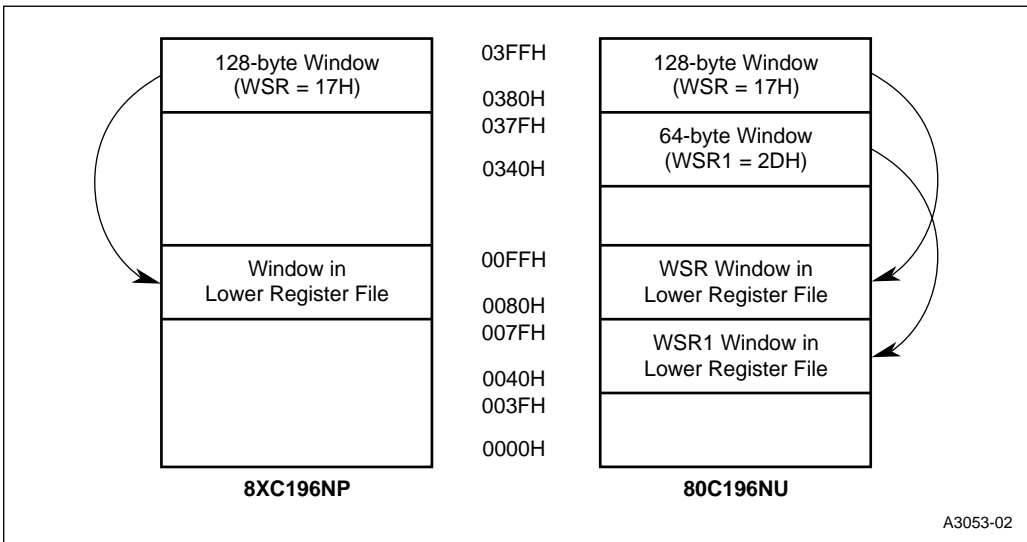 128-byte Window
(WSR = 17H)
Window in
Lower Register File
8XC196NP
03FFH
0380H
037FH
0340H
00FFH
0080H
007FH
0040H
003FH
0000H
128-byte Window
(WSR = 17H)
64-byte Window
(WSR1 = 2DH)
WSR Window in
Lower Register File
WSR1 Window in
Lower Register File
80C196NU
A3053-02